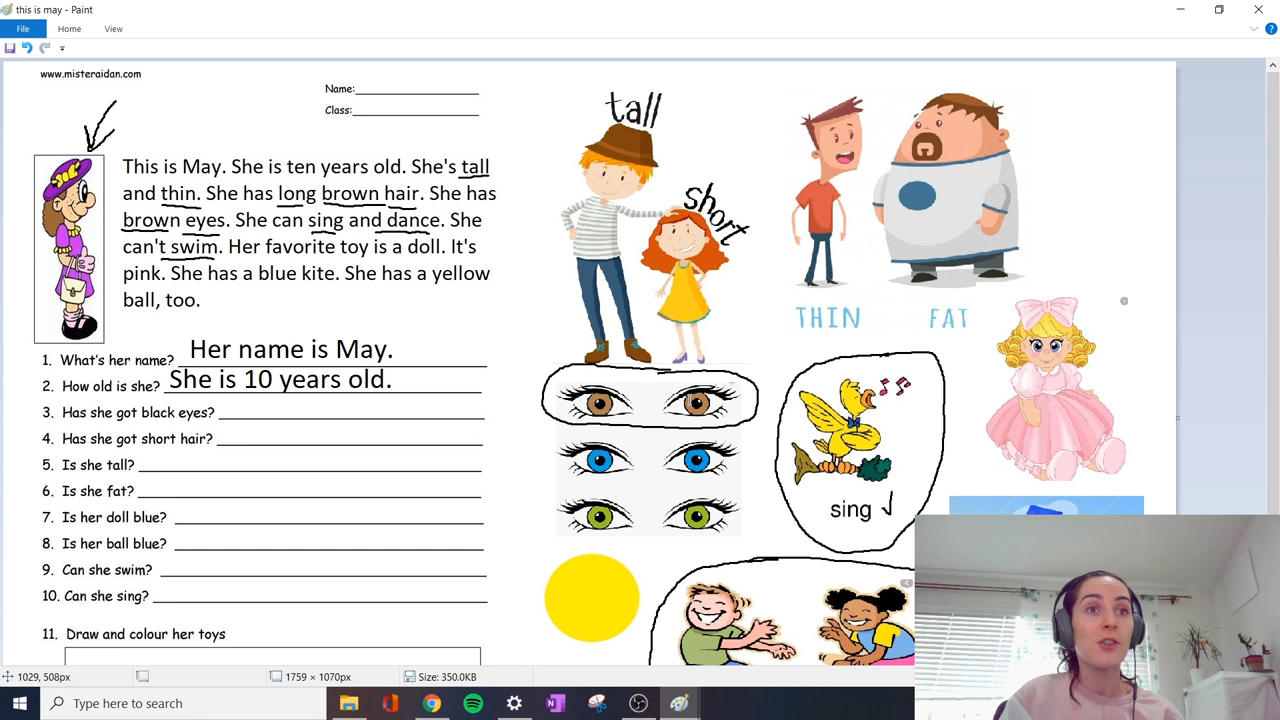 this is may - Paint
File
Home
View
www.misteraidan.com
Name:
Class:
This is May. She is ten years old. She's tall
and thin. She has long brown hair. She has
brown eyes. She can sing and dance. She
can't swim. Her favorite toy is a doll. It's
pink. She has a blue kite. She has a yellow
ball, too.
1. What's her name? Her name is May.
2. How old is she? She is 10 years old.
3. Has she got black eyes?
4. Has she got short hair?
5. Is she tall?
6. Is she fat?
7. Is her doll blue?
8. Is her ball blue?
9. Can she swim?
10. Can she sing?
11. Draw and colour her toys
tall
short
THIN
FAT
sing
1029, 508px
× 1070px
Size: 350.0KB
Type here to search